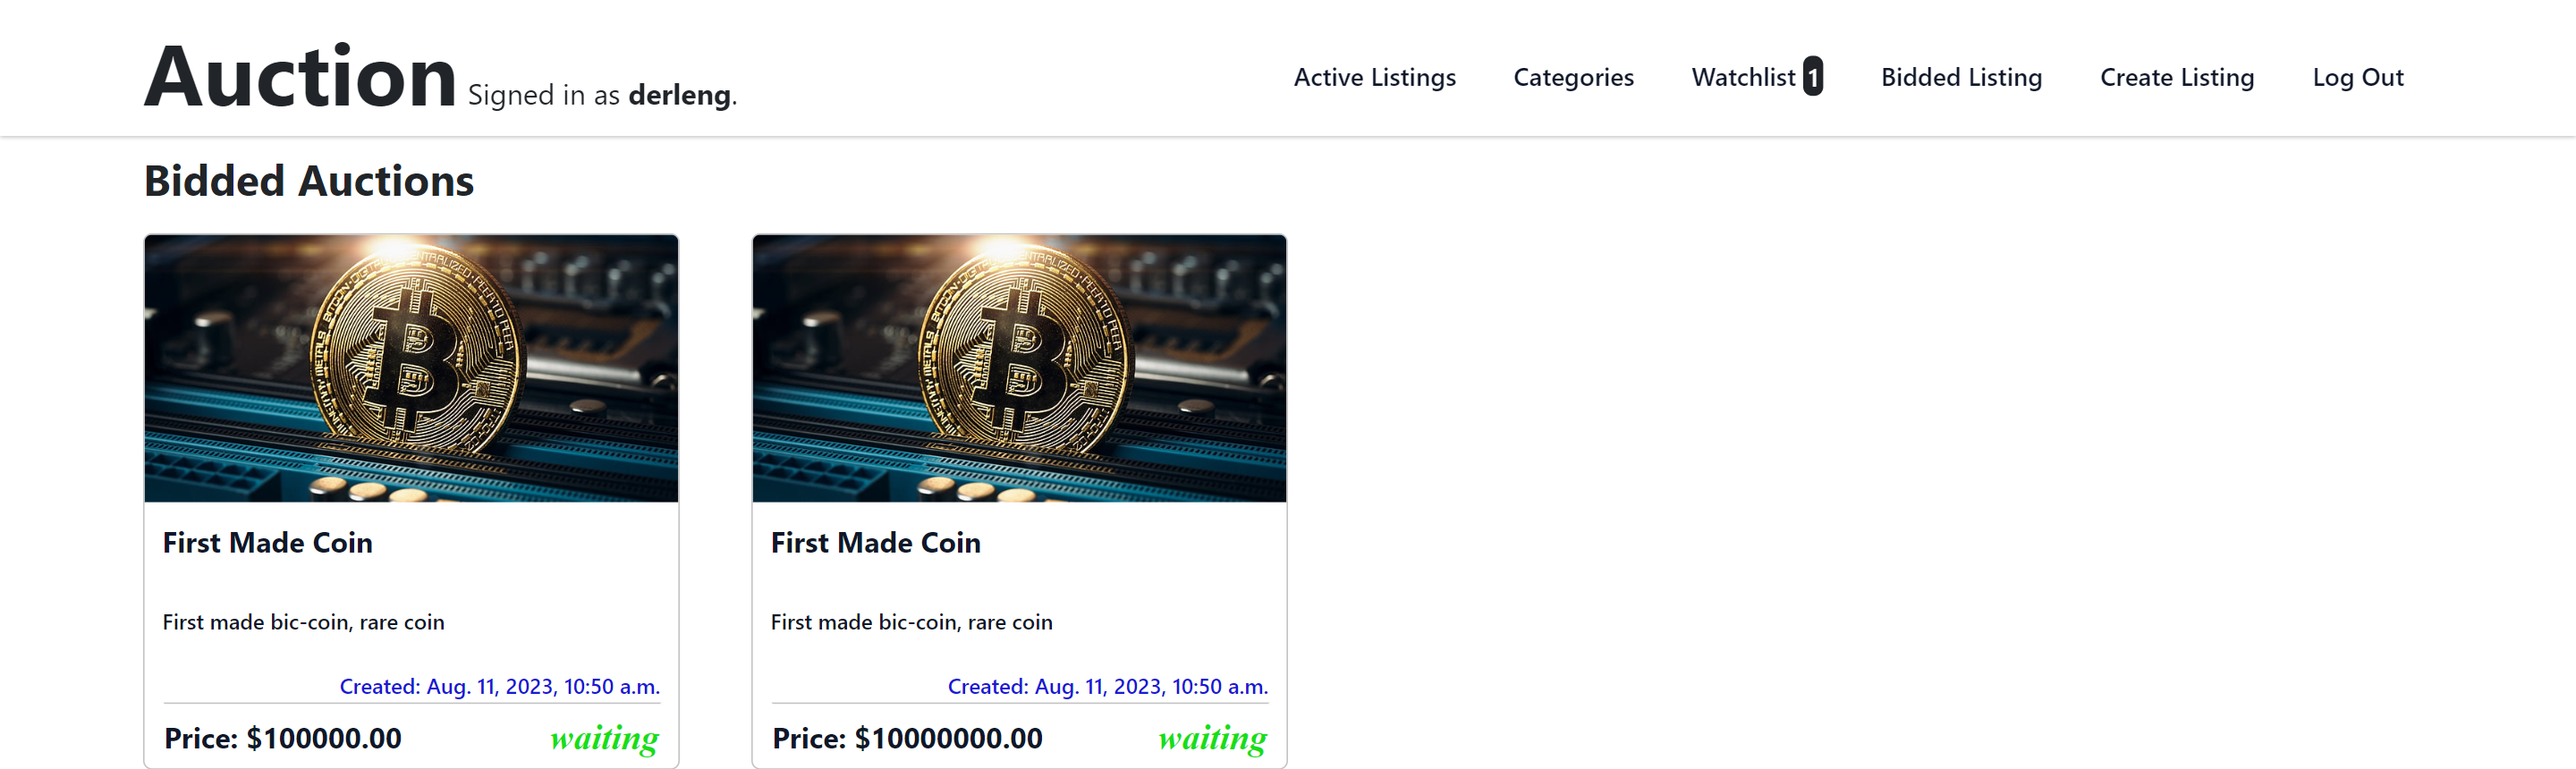 Auction Signed in as derleng.
Active Listings Categories Watchlist 1 Bidded Listing Create Listing Log Out
Bidded Auctions
First Made Coin
First made bic-coin, rare coin
Created: Aug. 11, 2023, 10:50 a.m.
Price: $100000.00 waiting
First Made Coin
First made bic-coin, rare coin
Created: Aug. 11, 2023, 10:50 a.m.
Price: $10000000.00 waiting